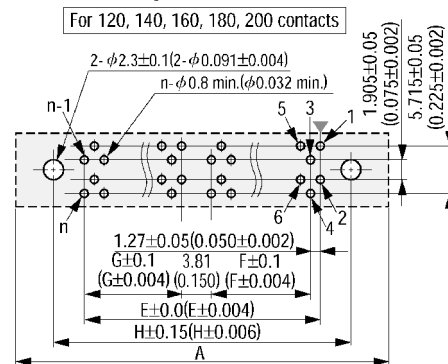 For 120, 140, 160, 180, 200 contacts
2-ϕ2.3±0.1(2-ϕ0.091±0.004)
n-ϕ0.8 min.(ϕ0.032 min.)
1.905±0.05
(0.075±0.002)
5.715±0.05
(0.225±0.002)
n-1
5
3
1
n
6
4
2
1.27±0.05(0.050±0.002)
G±0.1 3.81 F±0.1
(G±0.004) (0.150) (F±0.004)
E±0.0(E±0.004)
H±0.15(H±0.006)
A